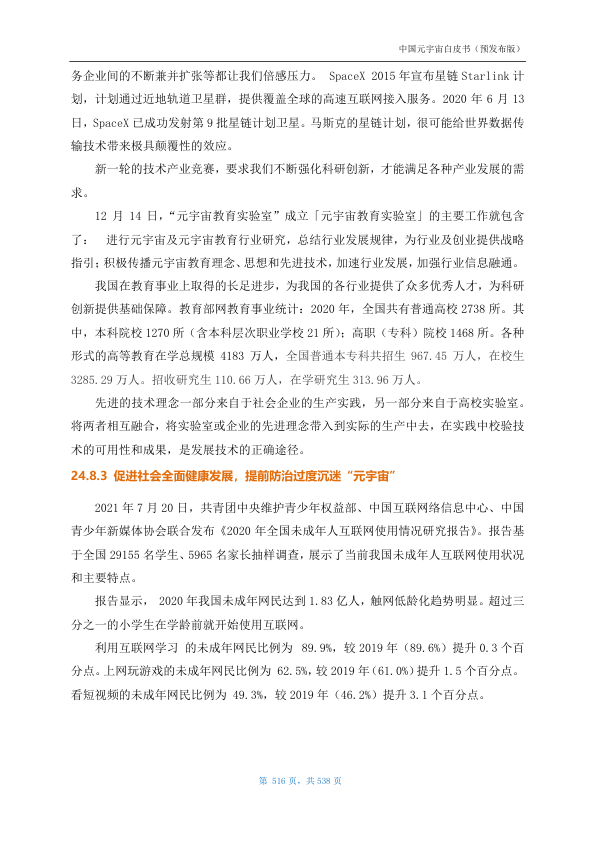 中国元宇宙白皮书（预发布版）
务企业间的不断兼并扩张等都让我们倍感压力。 SpaceX 2015 年宣布星链 Starlink 计
划，计划通过近地轨道卫星群，提供覆盖全球的高速互联网接入服务。2020 年 6 月 13
日，SpaceX 已成功发射第 9 批星链计划卫星。马斯克的星链计划，很可能给世界数据传
输技术带来极具颠覆性的效应。
新一轮的技术产业竞赛，要求我们不断强化科研创新，才能满足各种产业发展的需
求。
12 月 14 日，“元宇宙教育实验室”成立「元宇宙教育实验室」的主要工作就包含
了： 进行元宇宙及元宇宙教育行业研究，总结行业发展规律，为行业及创业提供战略
指引；积极传播元宇宙教育理念、思想和先进技术，加速行业发展，加强行业信息融通。
我国在教育事业上取得的长足进步，为我国的各行业提供了众多优秀人才，为科研
创新提供基础保障。教育部网教育事业统计：2020 年，全国共有普通高校 2738 所。其
中，本科院校 1270 所（含本科层次职业学校 21 所）；高职（专科）院校 1468 所。各种
形式的高等教育在学总规模 4183 万人，全国普通本专科共招生 967.45 万人，在校生
3285.29 万人。招收研究生 110.66 万人，在学研究生 313.96 万人。
先进的技术理念一部分来自于社会企业的生产实践，另一部分来自于高校实验室。
将两者相互融合，将实验室或企业的先进理念带入到实际的生产中去，在实践中校验技
术的可用性和成果，是发展技术的正确途径。
24.8.3 促进社会全面健康发展，提前防治过度沉迷“元宇宙”
2021 年 7 月 20 日，共青团中央维护青少年权益部、中国互联网络信息中心、中国
青少年新媒体协会联合发布《2020 年全国未成年人互联网使用情况研究报告》。报告基
于全国 29155 名学生、5965 名家长抽样调查，展示了当前我国未成年人互联网使用状况
和主要特点。
报告显示， 2020 年我国未成年网民达到 1.83 亿人，触网低龄化趋势明显。超过三
分之一的小学生在学龄前就开始使用互联网。
利用互联网学习 的未成年网民比例为 89.9%，较 2019 年（89.6%）提升 0.3 个百
分点。上网玩游戏的未成年网民比例为 62.5%，较 2019 年（61.0%）提升 1.5 个百分点。
看短视频的未成年网民比例为 49.3%，较 2019 年（46.2%）提升 3.1 个百分点。
第 516 页，共 538 页